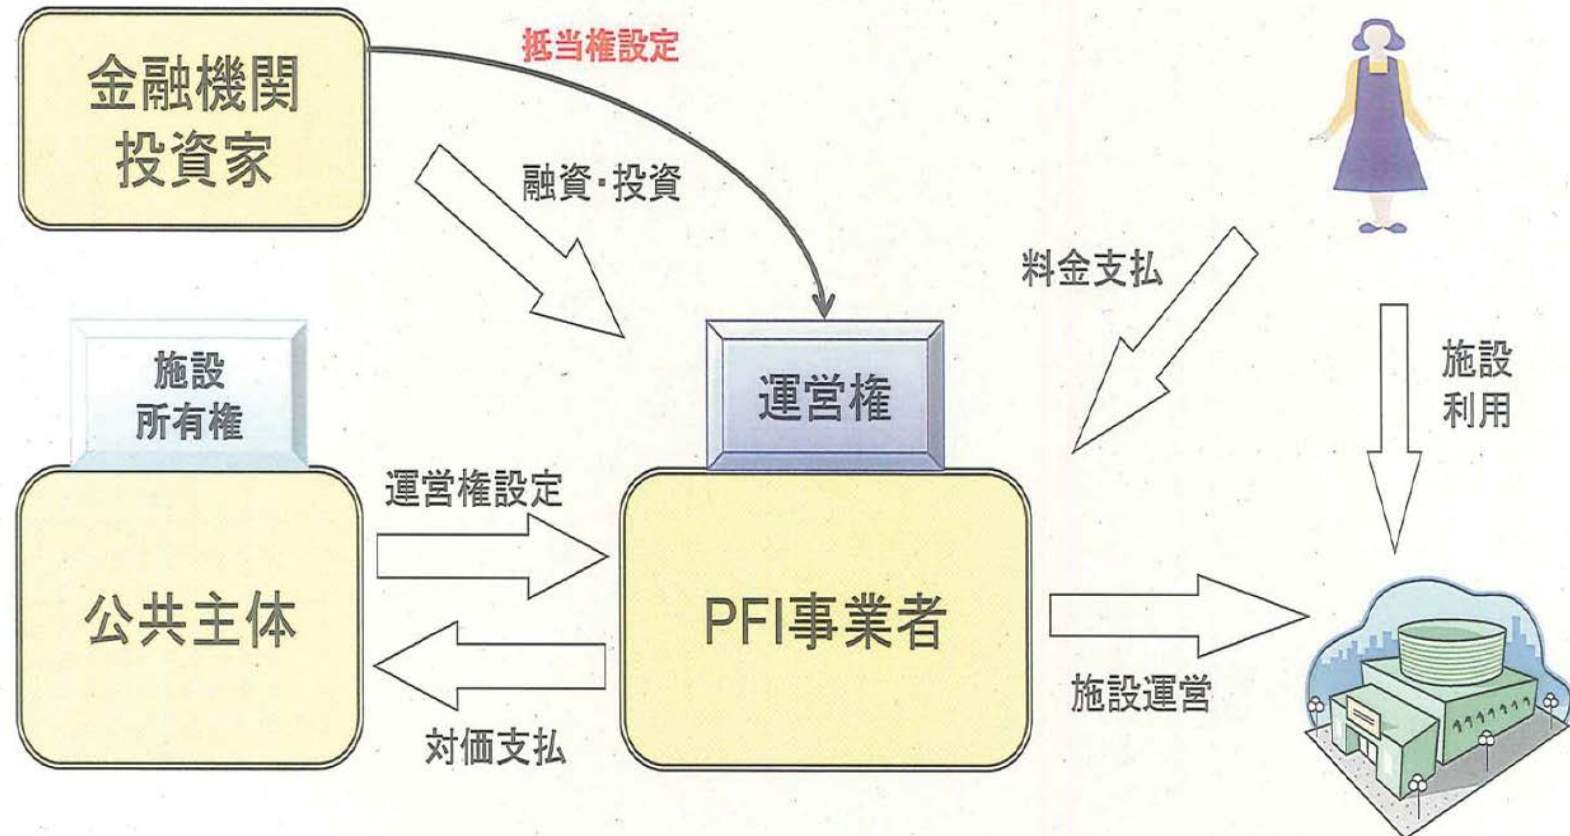 抵当権設定
金融機関
投資家
融資・投資
料金支払
施設
所有権
運営権
施設
利用
運営権設定
公共主体
PFI事業者
対価支払
施設運営